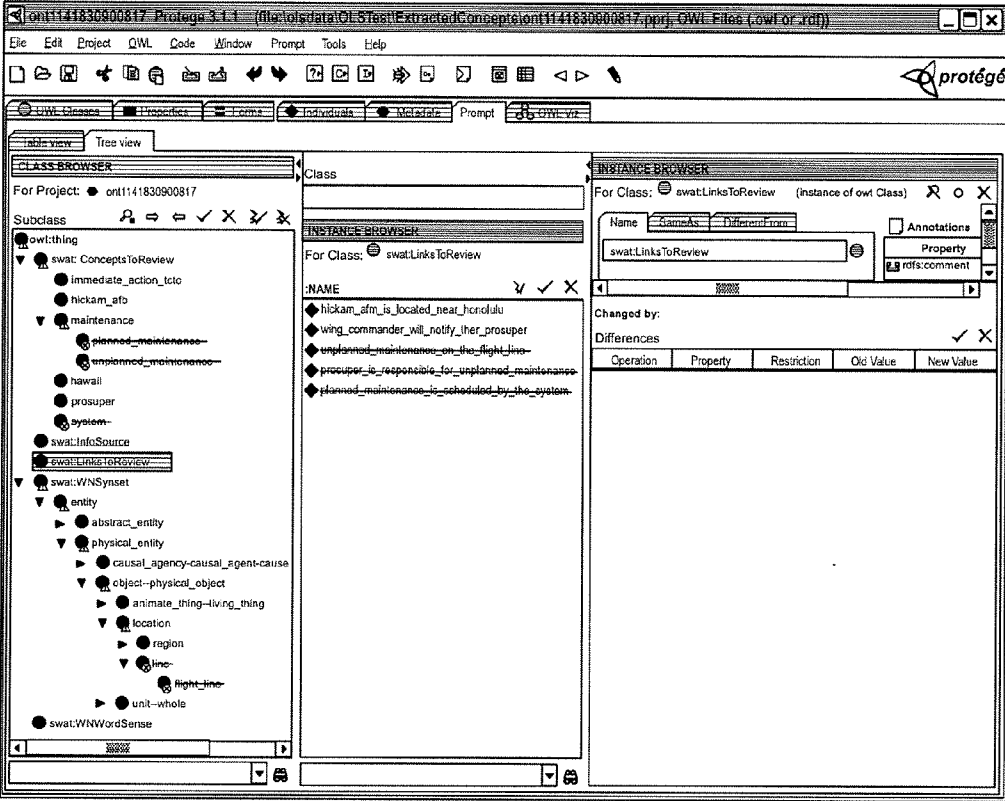 ont1141830900817 Protege 3.1.1 (file:\olsdata\OLSTest\ExtractedConcepts\ont1141830900817.pprj, OWL Files (.owl or .rdf))
File Edit Project OWL Code Window Prompt Tools Help
protégé
OWL Classes Properties Forms Individuals Metadata Prompt OWL Viz
Table view Tree view
CLASS BROWSER
For Project: ont1141830900817
Subclass
owl:thing
swat: ConceptsToReview
immediate_action_tcto
hickam_afb
maintenance
planned_maintenance
unplanned_maintenance
hawaii
prosuper
system
swat:InfoSource
swat:LinksToReview
swat:WNSynset
entity
abstract_entity
physical_entity
causal_agency-causal_agent-cause
object--physical_object
animate_thing--living_thing
location
region
line
flight_line
unit--whole
swat:WNWordSense
Class
INSTANCE BROWSER
For Class: swat:LinksToReview
:NAME
hickam_afm_is_located_near_honolulu
wing_commander_will_notify_ther_prosuper
unplanned_maintenance_on_the_flight_line
prosuper_is_responsible_for_unplanned_maintenance
planned_maintenance_is_scheduled_by_the_system
INSTANCE BROWSER
For Class: swat:LinksToReview (instance of owl Class)
Name SameAs DifferentFrom
Annotations
swat:LinksToReview
Property
rdfs:comment
Changed by:
Differences
Operation Property Restriction Old Value New Value